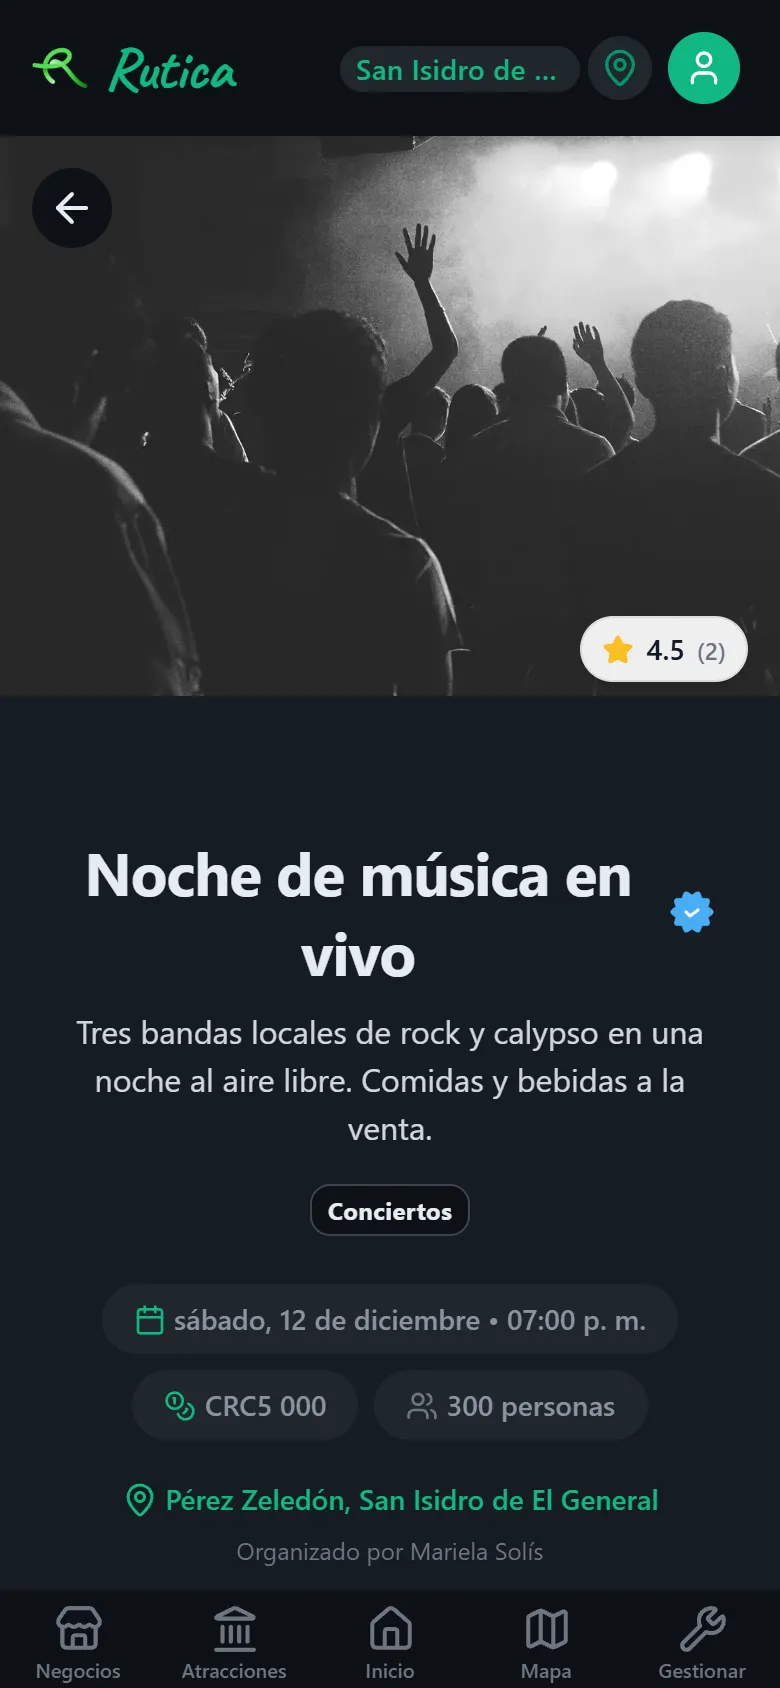 Rutica
San Isidro de ...
4.5 (2)
Noche de música en
vivo
Tres bandas locales de rock y calypso en una
noche al aire libre. Comidas y bebidas a la
venta.
Conciertos
sábado, 12 de diciembre • 07:00 p. m.
CRC5 000
300 personas
Pérez Zeledón, San Isidro de El General
Organizado por Mariela Solís
Negocios
Atracciones
Inicio
Mapa
Gestionar